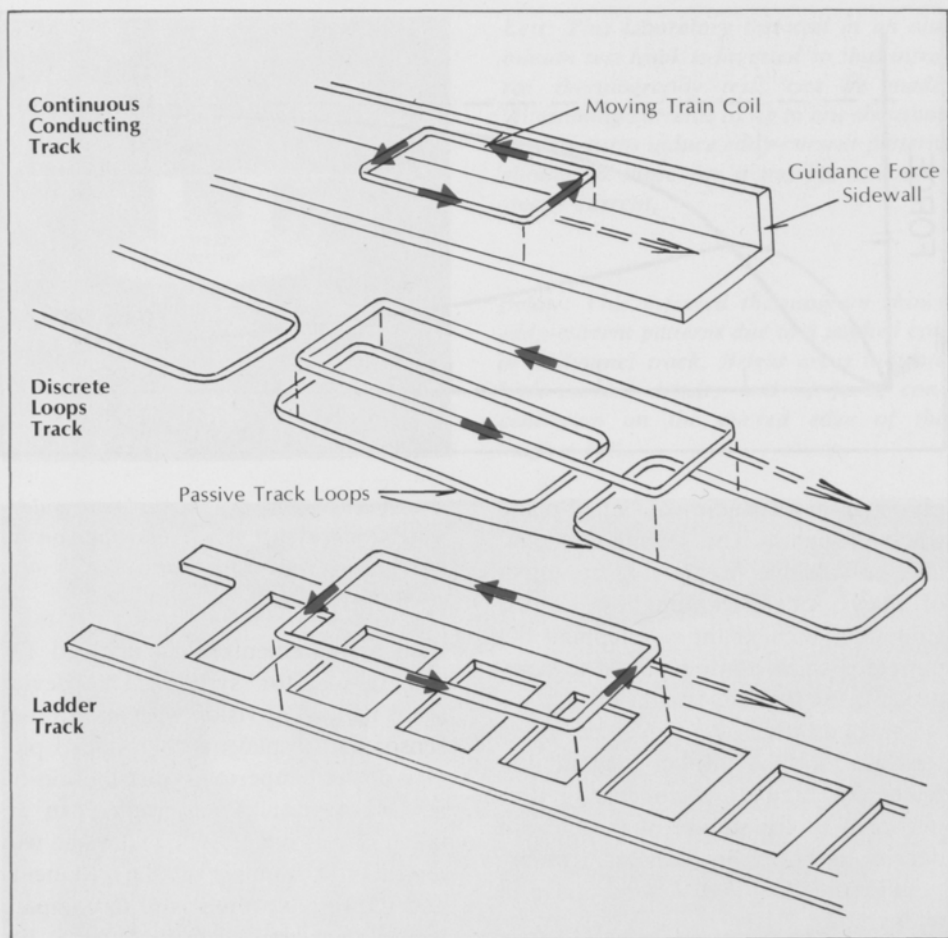 Continuous
Conducting
Track
Moving Train Coil
Guidance Force
Sidewall
Discrete
Loops
Track
Passive Track Loops
Ladder
Track